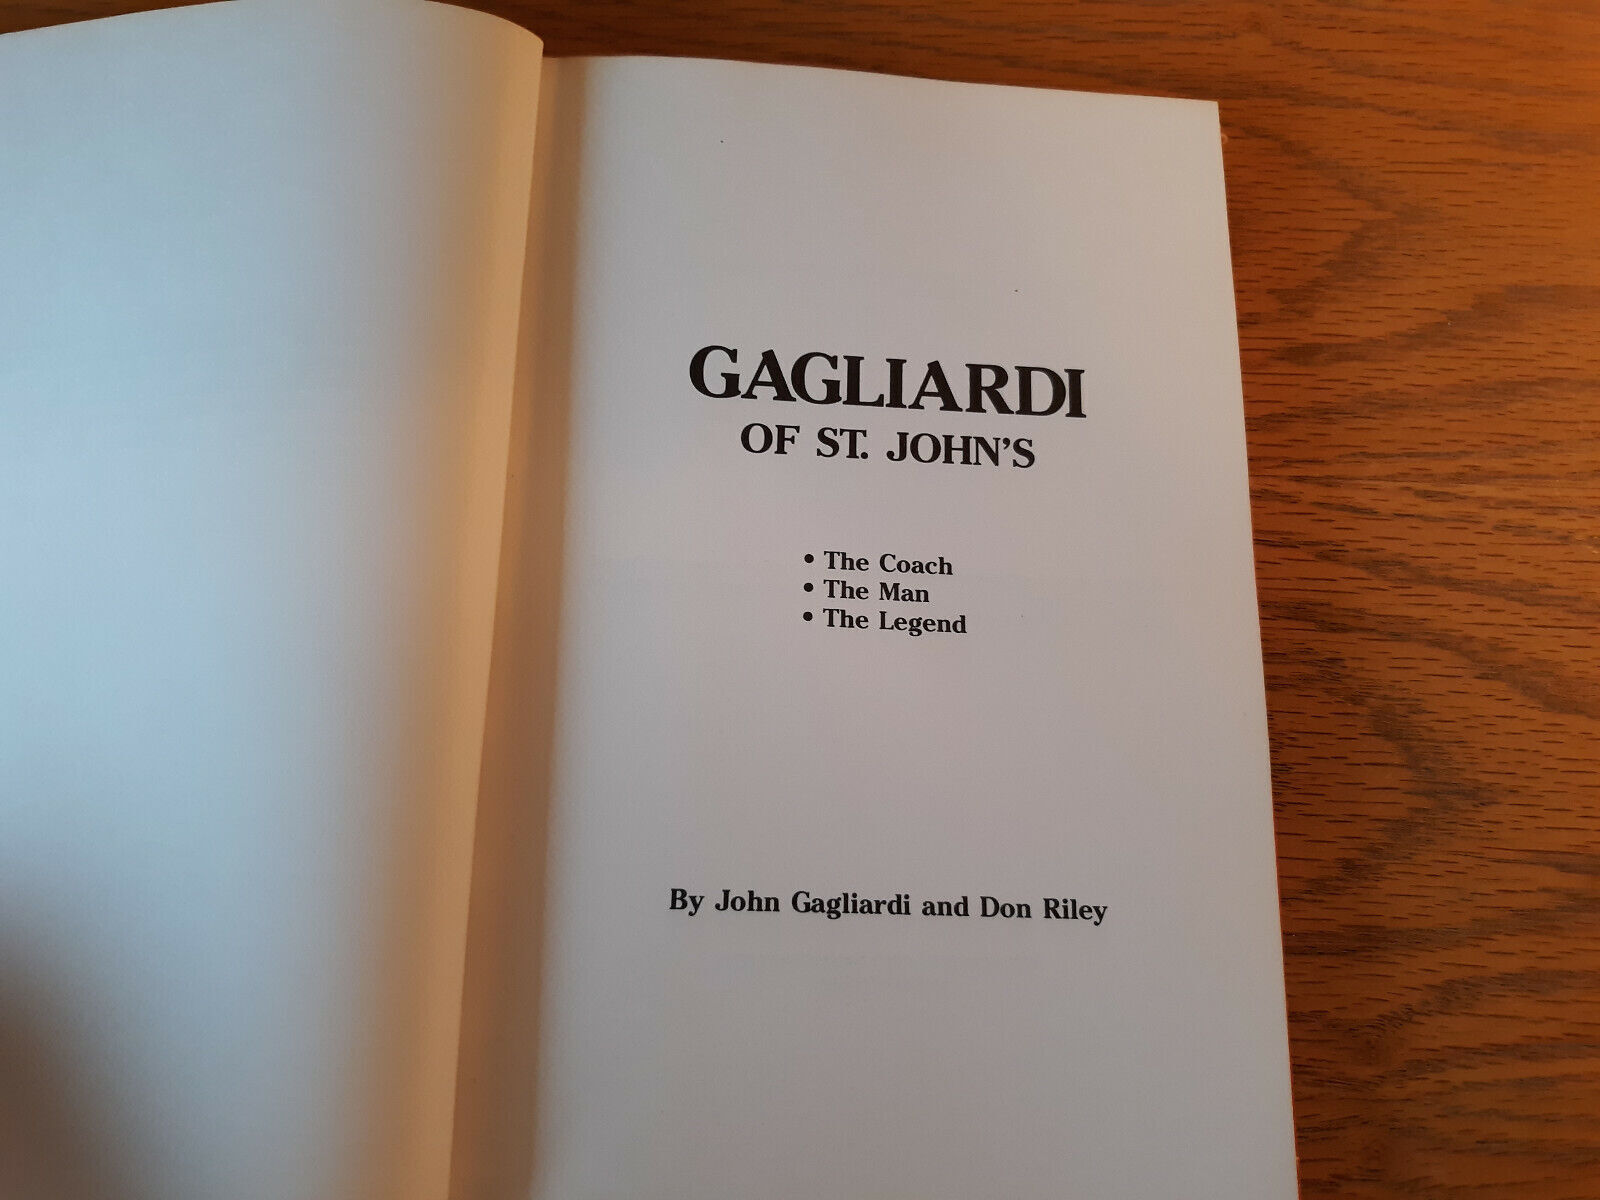 GAGLIARDI
OF ST. JOHN'S
• The Coach
• The Man
• The Legend
By John Gagliardi and Don Riley